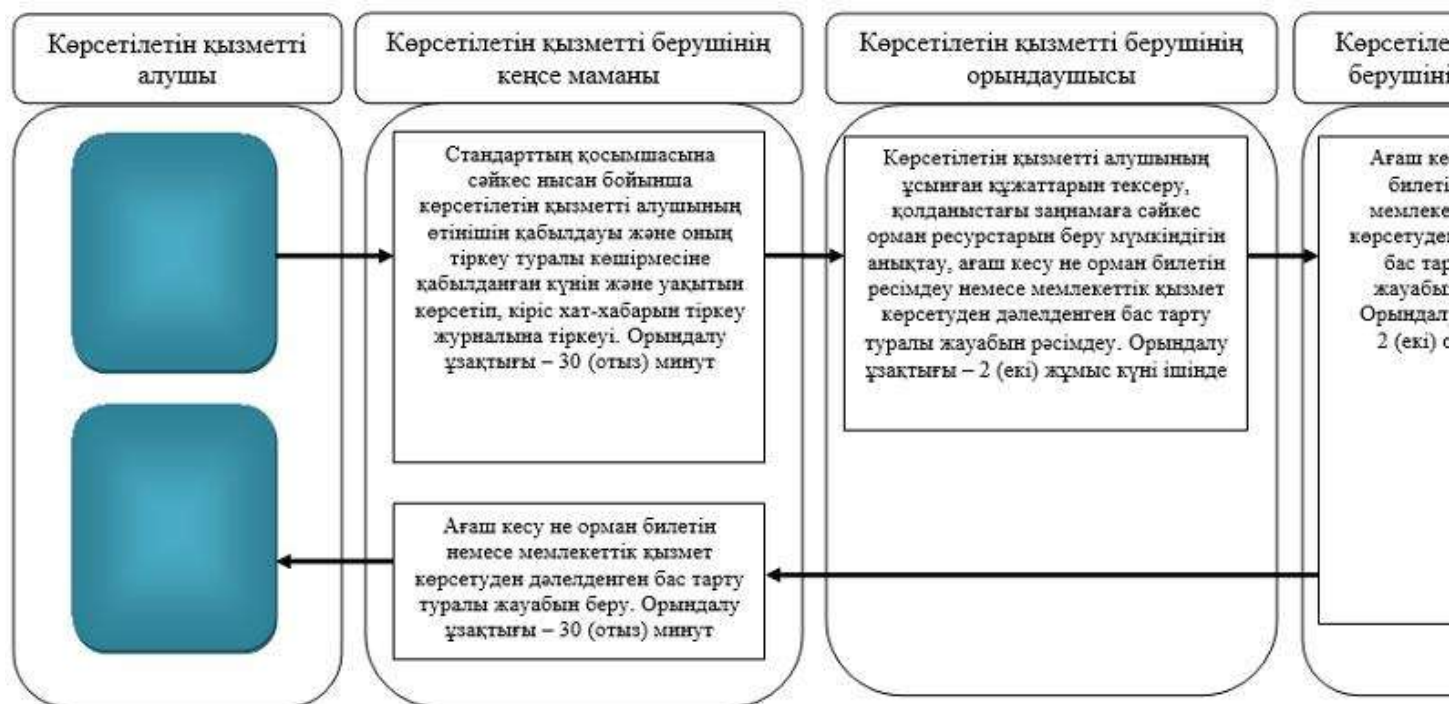 Көрсетілетін қызметті
алушы
Көрсетілетін қызметті берушінің
кеңсе маманы
Көрсетілетін қызметті берушінің
орындаушысы
Стандарттың қосымшасына
сәйкес нысан бойынша
көрсетілетін қызметті алушының
өтінішін қабылдауы және оның
тіркеу туралы көшірмесіне
қабылданған күнін және уақытын
көрсетіп, кіріс хат-хабарын тіркеу
журналына тіркеуі. Орындалу
ұзақтығы – 30 (отыз) минут
Көрсетілетін қызметті алушының
ұсынған құжаттарын тексеру,
қолданыстағы заңнамаға сәйкес
орман ресурстарын беру мүмкіндігін
анықтау, ағаш кесу не орман билетін
ресімдеу немесе мемлекеттік қызмет
көрсетуден дәлелденген бас тарту
туралы жауабын рәсімдеу. Орындалу
ұзақтығы – 2 (екі) жұмыс күні ішінде
Ағаш
бас
2 (екі)
Ағаш кесу не орман билетін
немесе мемлекеттік қызмет
көрсетуден дәлелденген бас тарту
туралы жауабын беру. Орындалу
ұзақтығы – 30 (отыз) минут